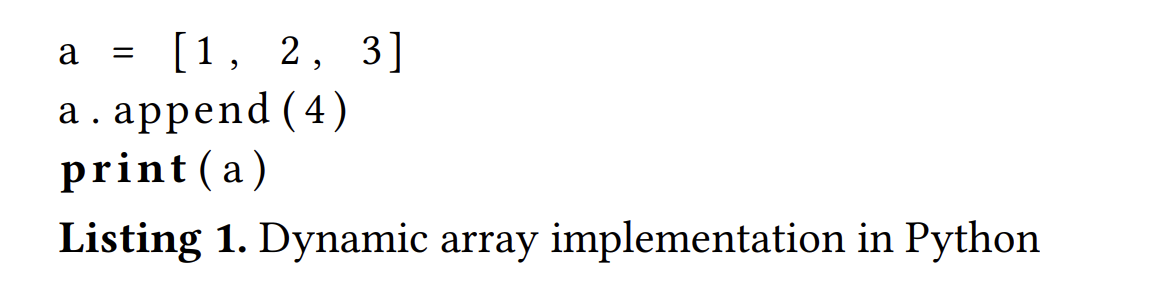 a = [1, 2, 3]
a.append(4)
print(a)
Listing 1. Dynamic array implementation in Python